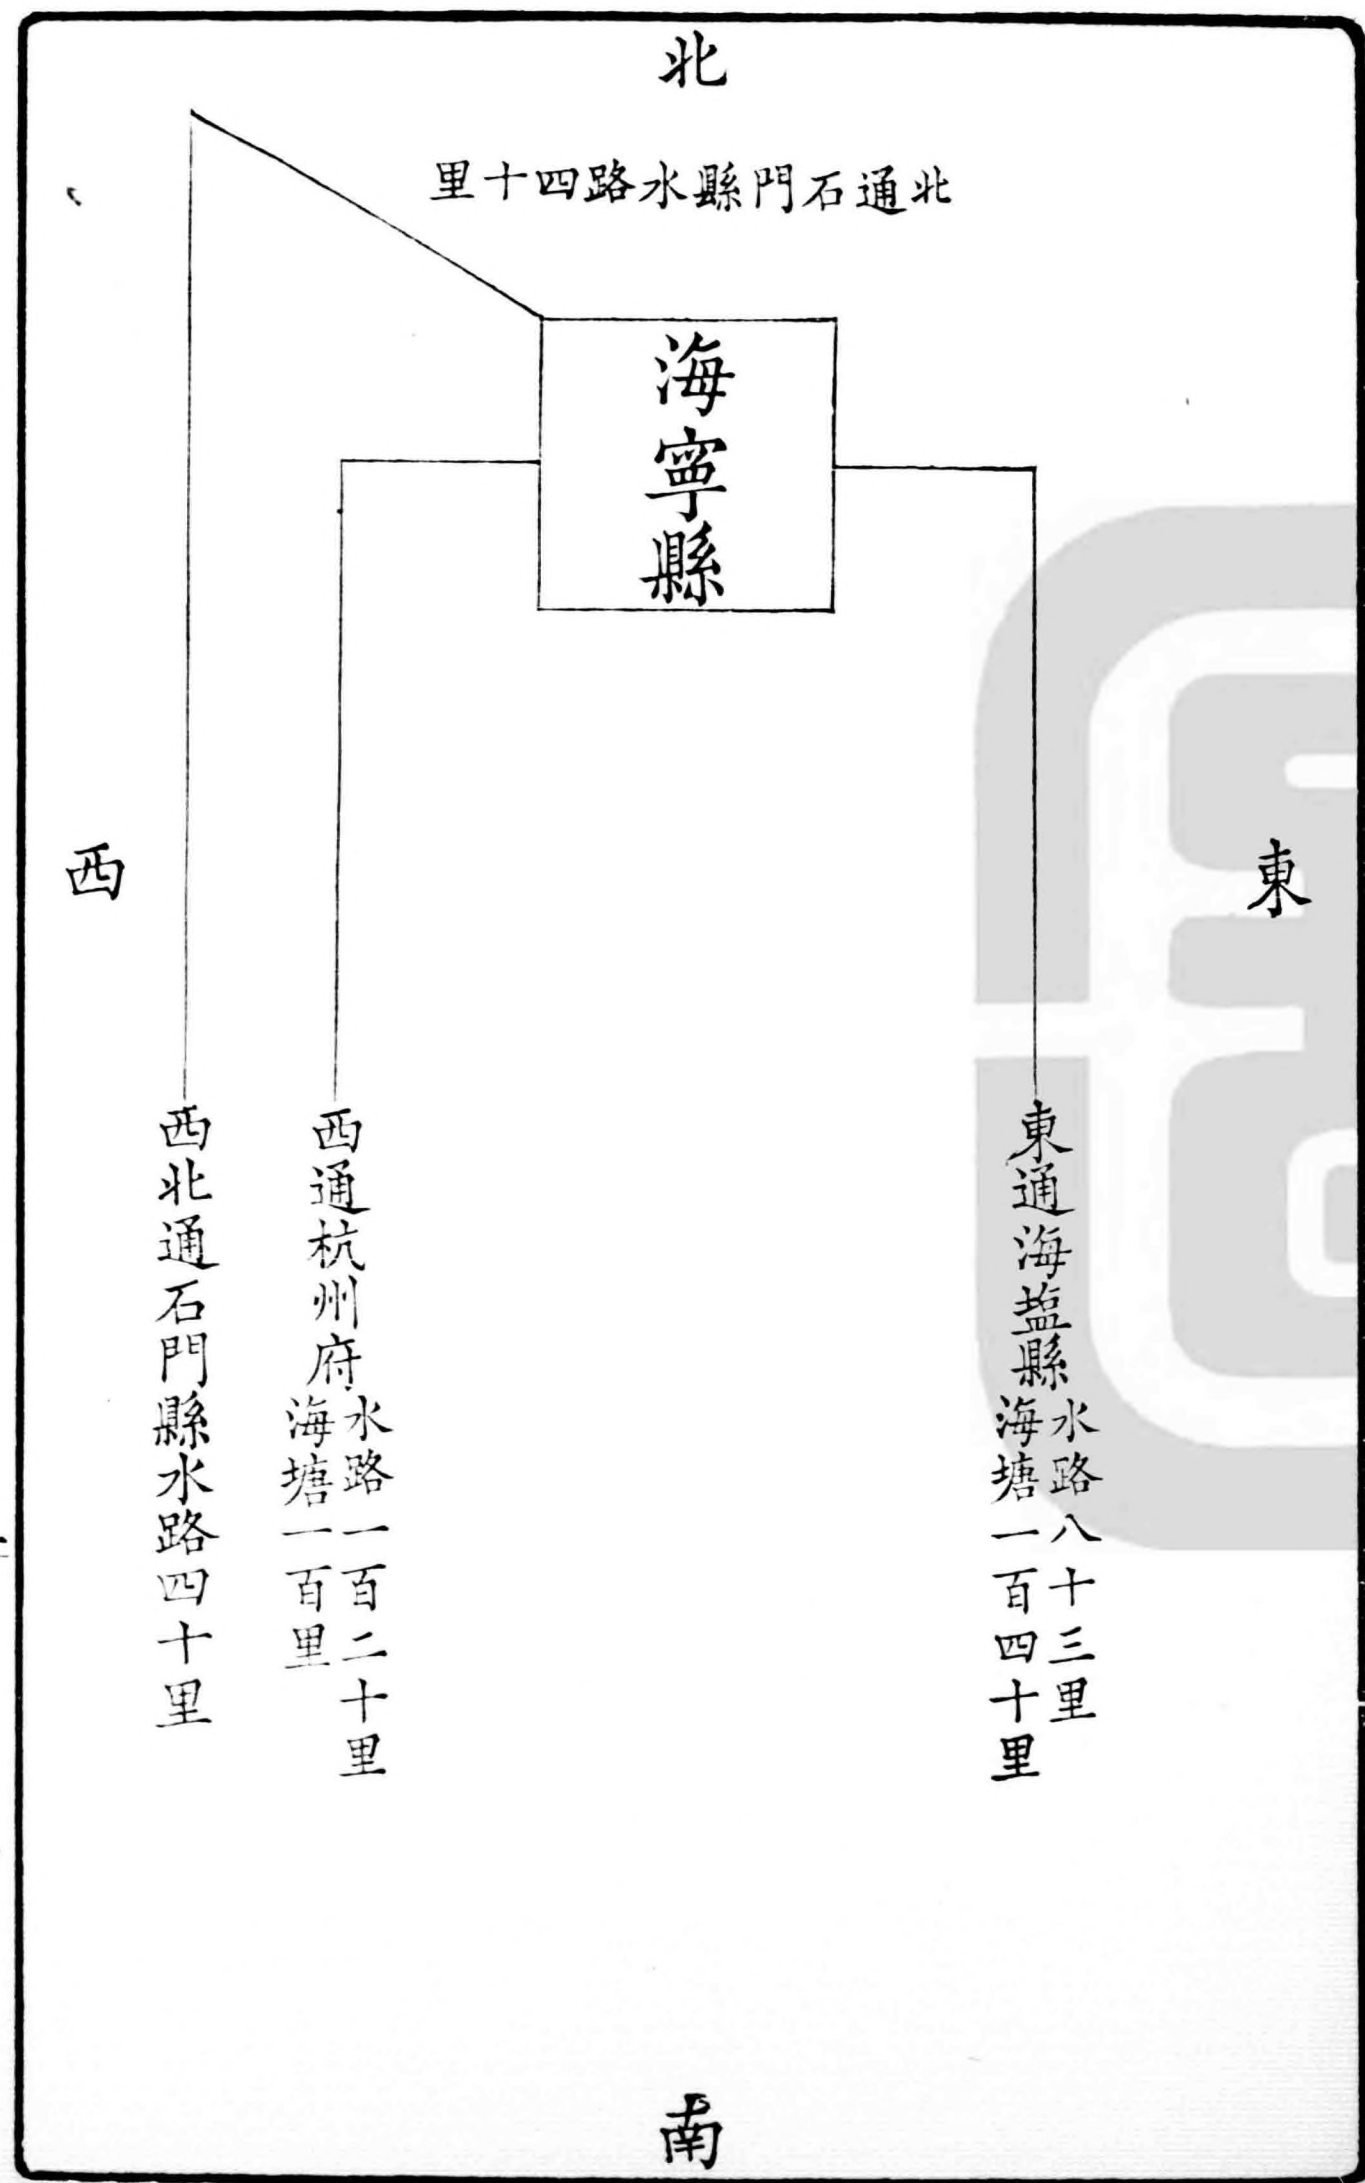 北
北通石門縣水路四十里
海寧縣
東
西
東通海塩縣
水路八十三里
海塘一百四十里
西通杭州府
水路一百二十里
海塘一百里
西北通石門縣水路四十里
南